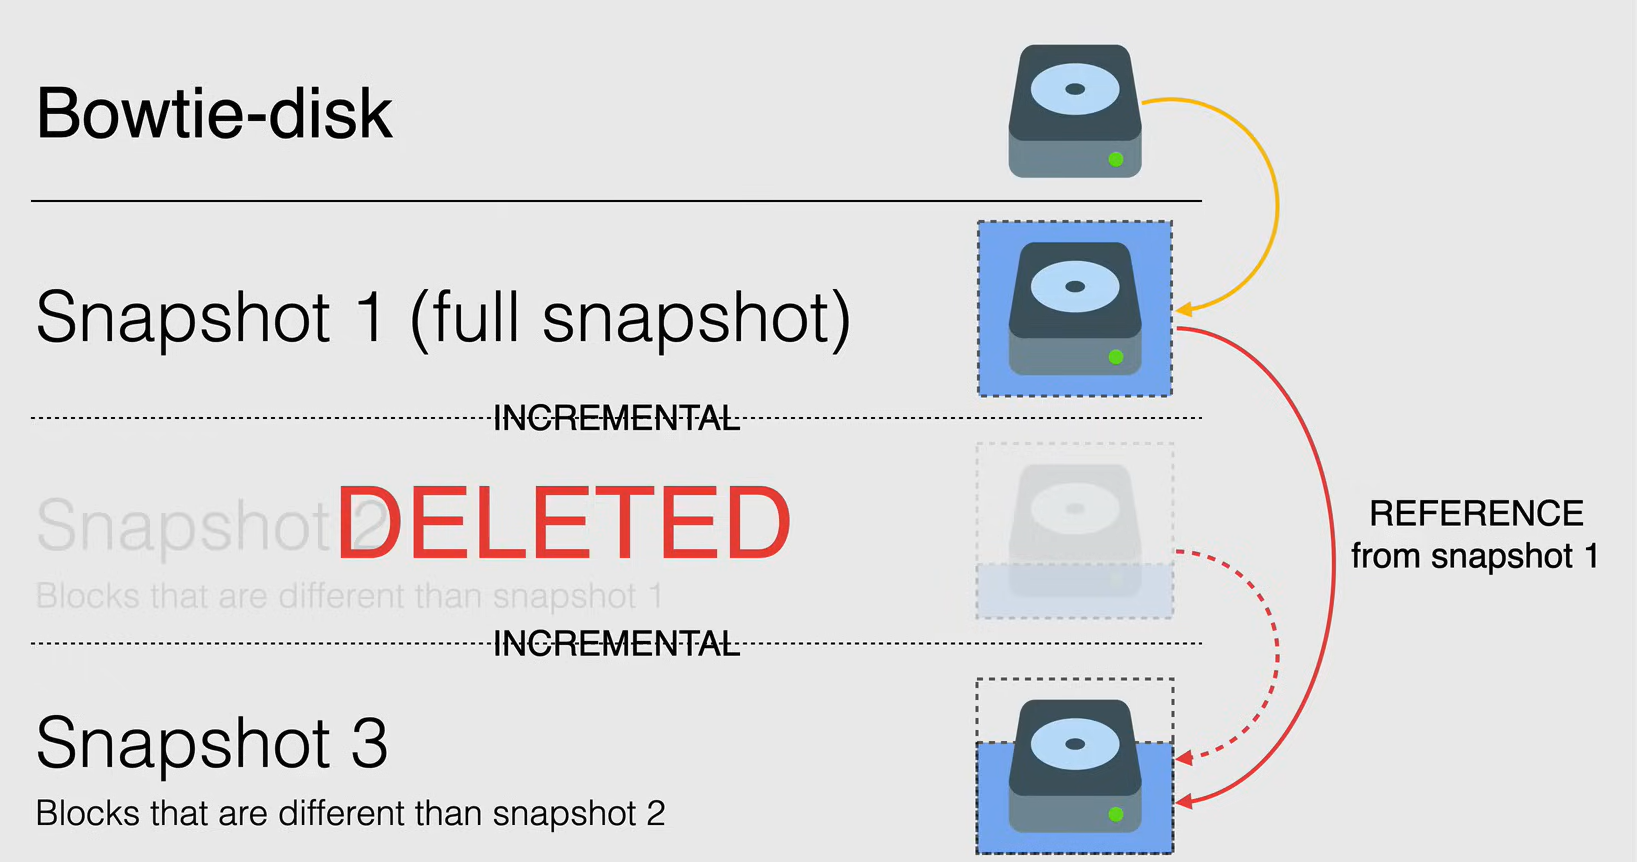 Bowtie-disk
Snapshot 1 (full snapshot)
INCREMENTAL
Snapshot 2
DELETED
REFERENCE
from snapshot 1
Blocks that are different than snapshot 1
INCREMENTAL
Snapshot 3
Blocks that are different than snapshot 2